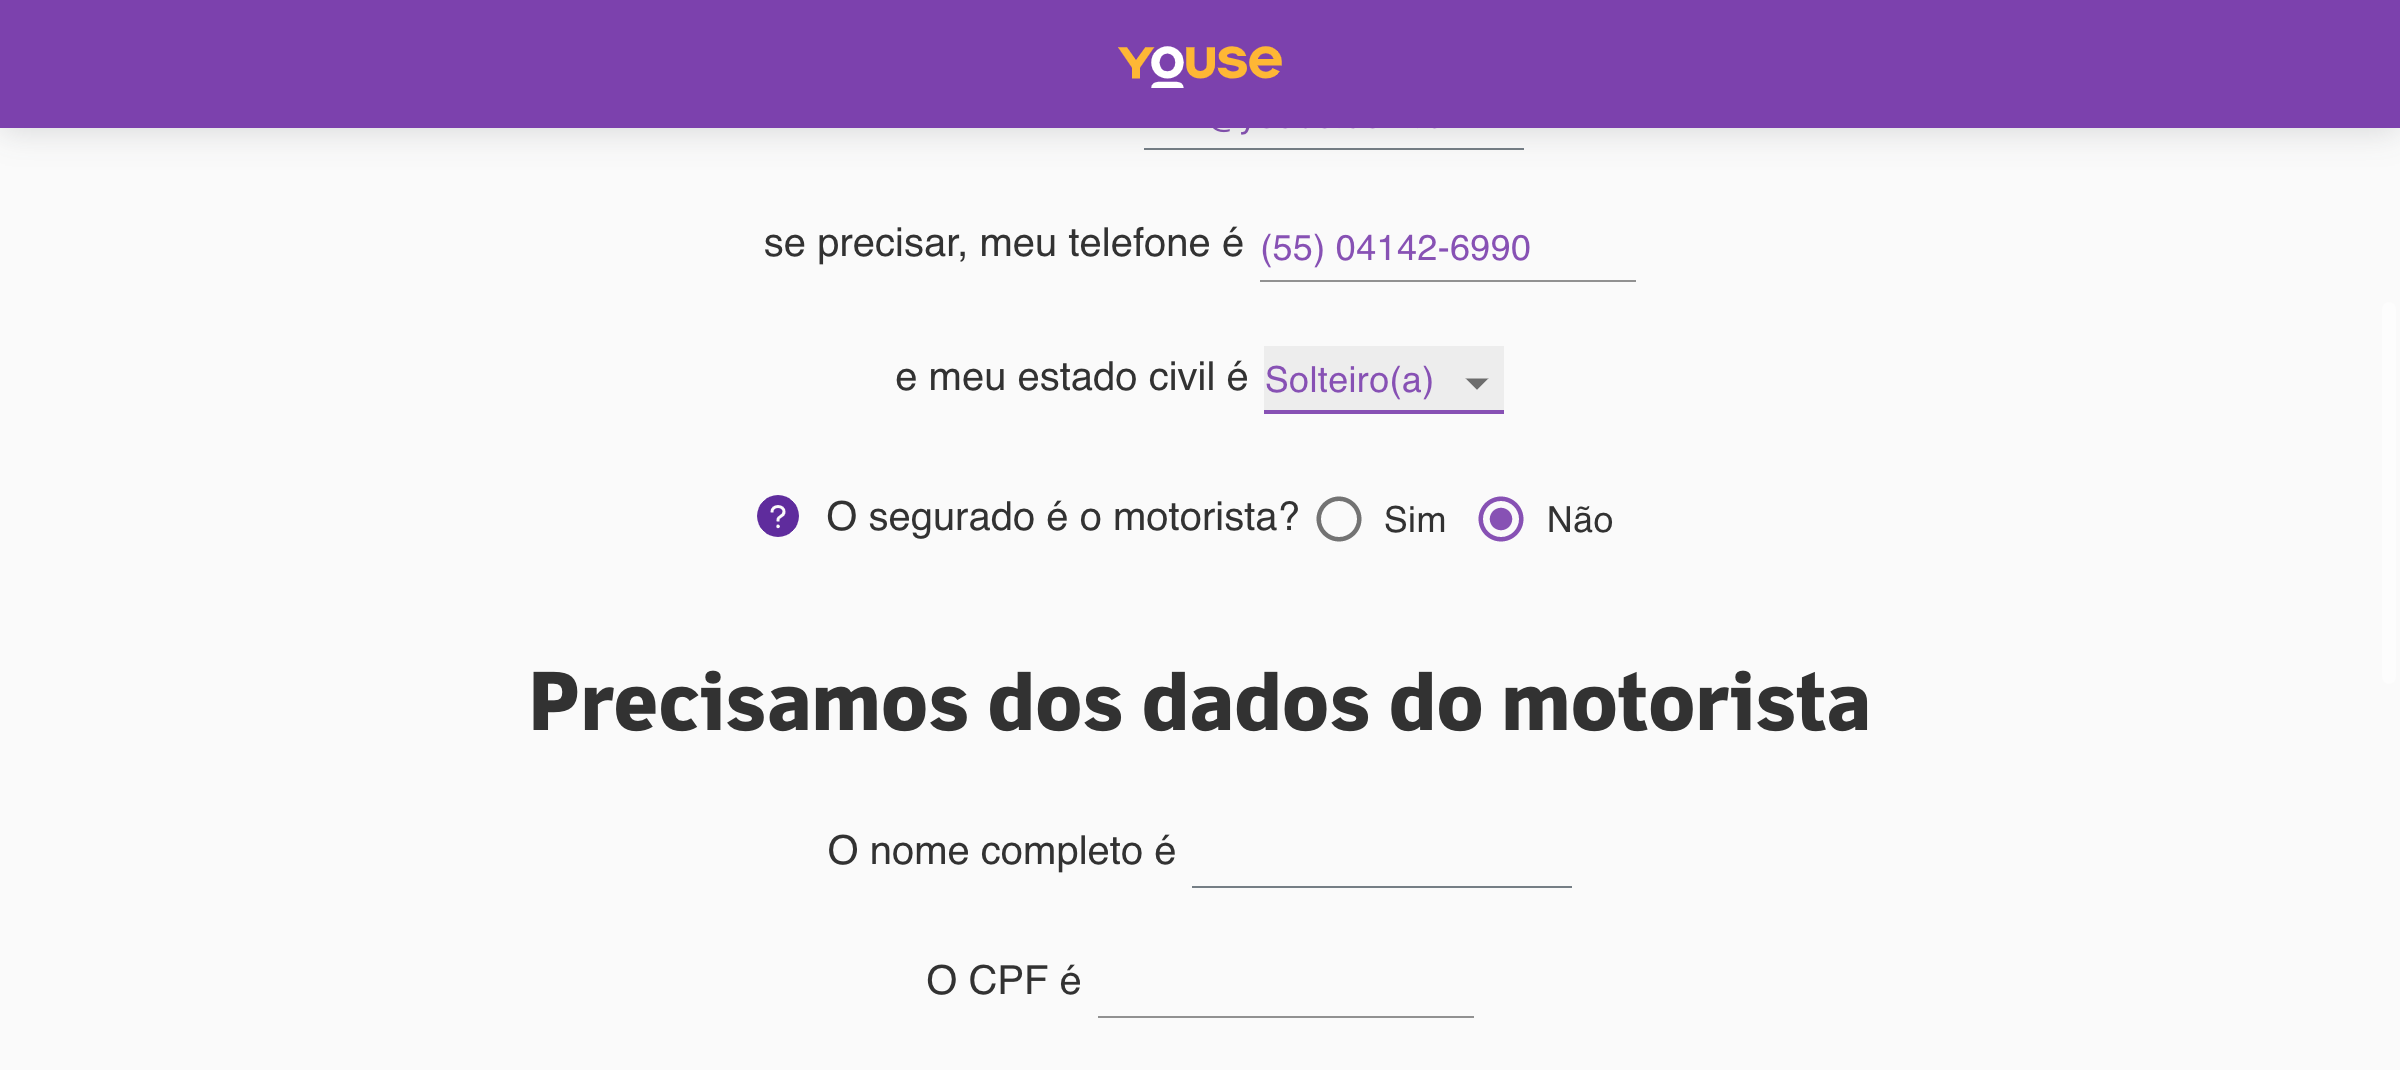 youse
se precisar, meu telefone é (55) 04142-6990
e meu estado civil é Solteiro(a)
? O segurado é o motorista? Sim Não
Precisamos dos dados do motorista
O nome completo é
O CPF é